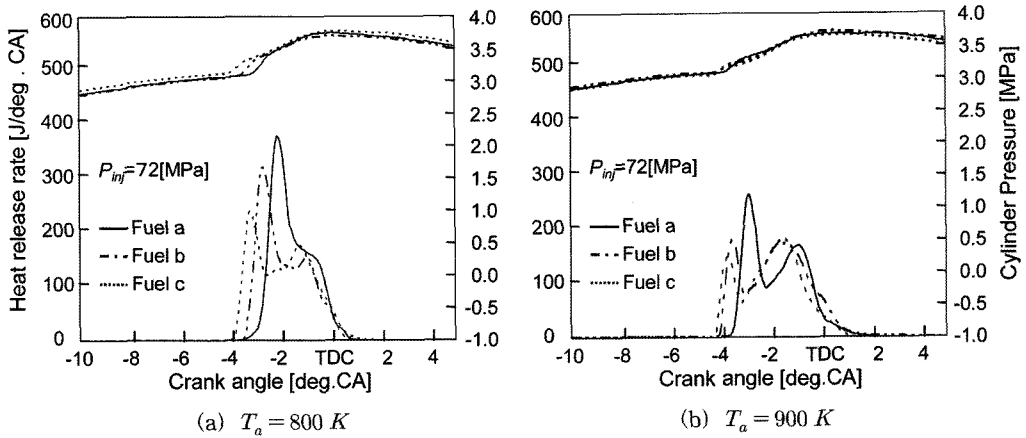 600
500
400
300
200
100
0
Heat release rate [J/deg . CA]
P_inj=72[MPa]
Fuel a
Fuel b
Fuel c
4.0
3.5
3.0
2.5
2.0
1.5
1.0
0.5
0.0
-0.5
-1.0
-10 -8 -6 -4 -2 TDC 2 4
Crank angle [deg.CA]
(a) T_a = 800 K
600
500
400
300
200
100
0
P_inj=72[MPa]
Fuel a
Fuel b
Fuel c
4.0
3.5
3.0
2.5
2.0
1.5
1.0
0.5
0.0
-0.5
-1.0
Cylinder Pressure [MPa]
-10 -8 -6 -4 -2 TDC 2 4
Crank angle [deg.CA]
(b) T_a = 900 K